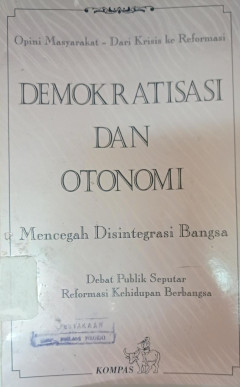 Opini Masyarakat – Dari Krisis ke Reformasi
DEMOKRATISASI
DAN
OTONOMI
Mencegah Disintegrasi Bangsa
Debat Publik Seputar
Reformasi Kehidupan Berbangsa
KOMPAS